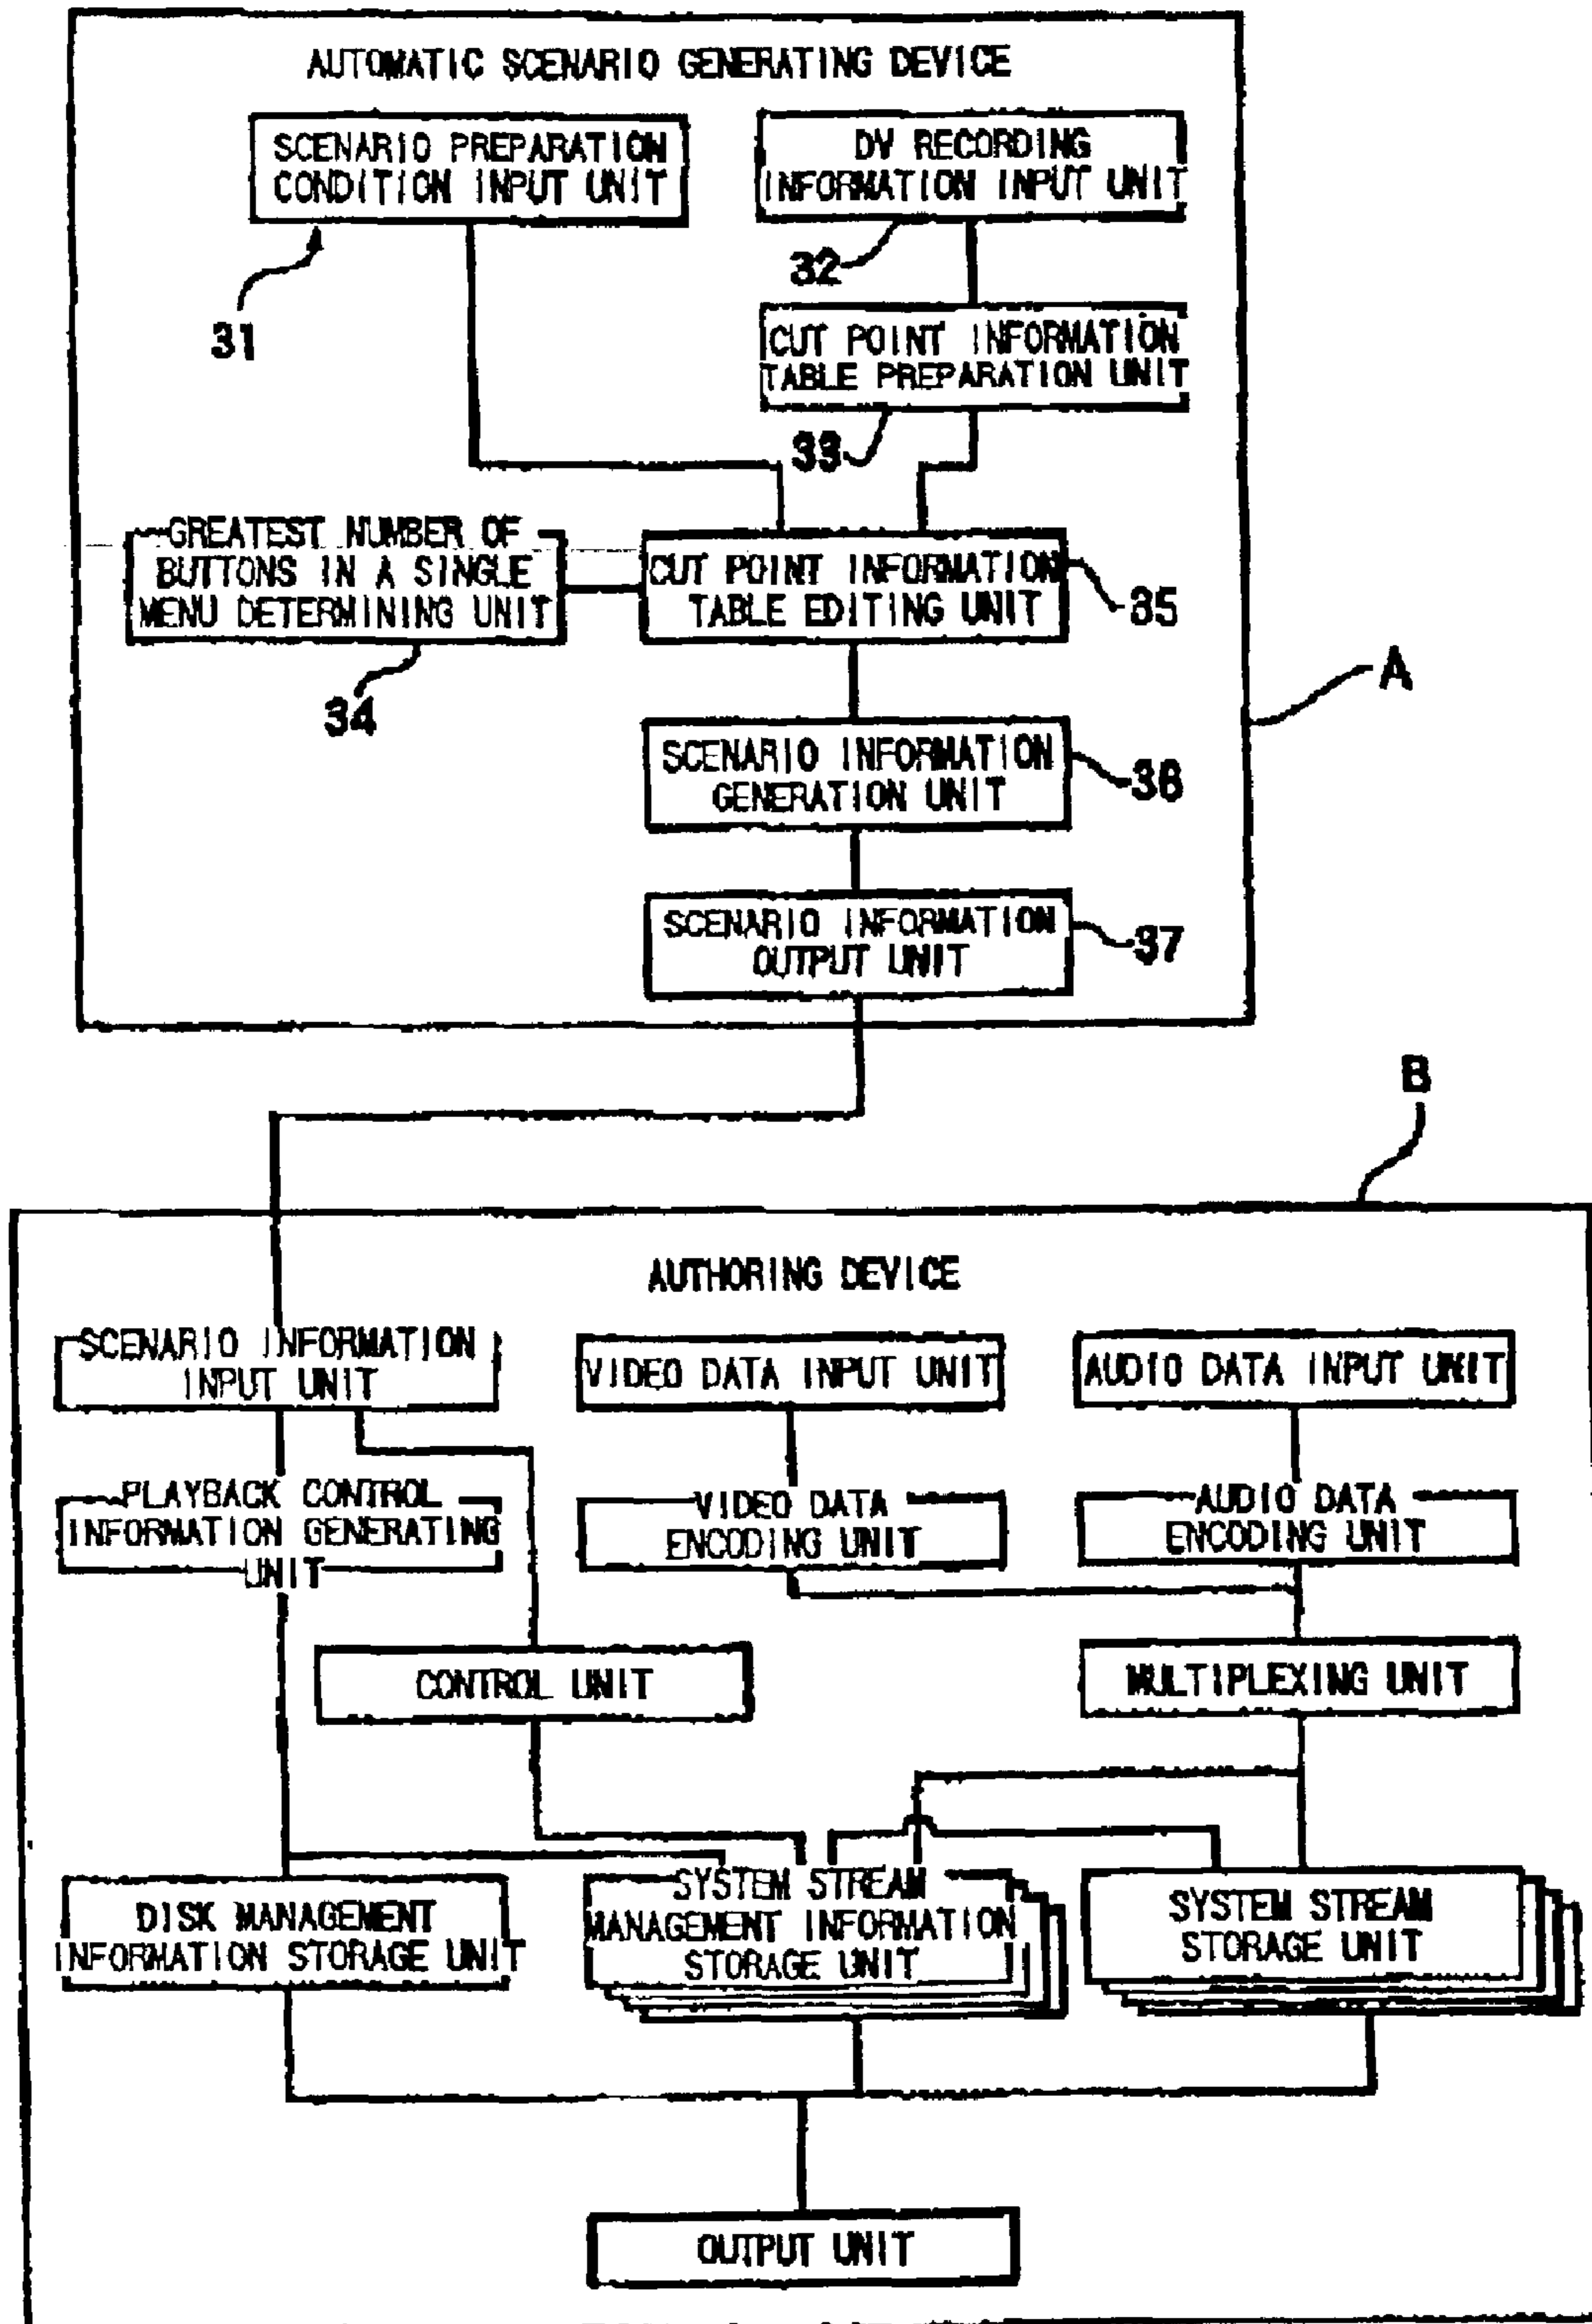 AUTOMATIC SCENARIO GENERATING DEVICE
SCENARIO PREPARATION
CONDITION INPUT UNIT
DV RECORDING
INFORMATION INPUT UNIT
31
32
CUT POINT INFORMATION
TABLE PREPARATION UNIT
33
GREATEST NUMBER OF
BUTTONS IN A SINGLE
MENU DETERMINING UNIT
34
CUT POINT INFORMATION
TABLE EDITING UNIT
35
A
SCENARIO INFORMATION
GENERATION UNIT
36
SCENARIO INFORMATION
OUTPUT UNIT
37
B
AUTHORING DEVICE
SCENARIO INFORMATION
INPUT UNIT
VIDEO DATA INPUT UNIT
AUDIO DATA INPUT UNIT
PLAYBACK CONTROL
INFORMATION GENERATING
UNIT
VIDEO DATA
ENCODING UNIT
AUDIO DATA
ENCODING UNIT
CONTROL UNIT
MULTIPLEXING UNIT
DISK MANAGEMENT
INFORMATION STORAGE UNIT
SYSTEM STREAM
MANAGEMENT INFORMATION
STORAGE UNIT
SYSTEM STREAM
STORAGE UNIT
OUTPUT UNIT